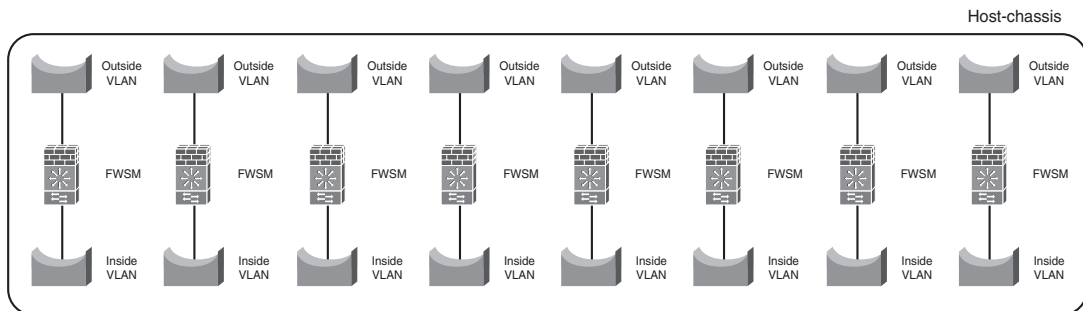 Host-chassis
Outside
VLAN
Outside
VLAN
Outside
VLAN
Outside
VLAN
Outside
VLAN
Outside
VLAN
Outside
VLAN
Outside
VLAN
FWSM
FWSM
FWSM
FWSM
FWSM
FWSM
FWSM
FWSM
Inside
VLAN
Inside
VLAN
Inside
VLAN
Inside
VLAN
Inside
VLAN
Inside
VLAN
Inside
VLAN
Inside
VLAN